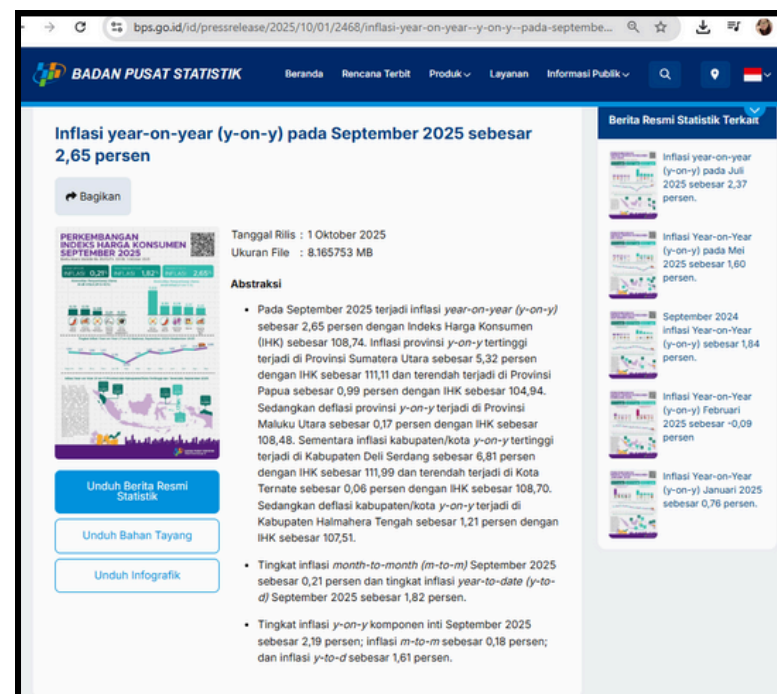 bps.go.id/id/pressrelease/2025/10/01/2468/inflasi-year-on-year--y-on-y--pada-septembe...
BADAN PUSAT STATISTIK
Beranda
Rencana Terbit
Produk
Layanan
Informasi Publik
Inflasi year-on-year (y-on-y) pada September 2025 sebesar
2,65 persen
Bagikan
PERKEMBANGAN
INDEKS HARGA KONSUMEN
SEPTEMBER 2025
INFLASI 0,21%
INFLASI 1,82%
INFLASI 2,65%
Unduh Berita Resmi
Statistik
Unduh Bahan Tayang
Unduh Infografik
Tanggal Rilis : 1 Oktober 2025
Ukuran File : 8.165753 MB
Abstraksi
• Pada September 2025 terjadi inflasi year-on-year (y-on-y)
sebesar 2,65 persen dengan Indeks Harga Konsumen
(IHK) sebesar 108,74. Inflasi provinsi y-on-y tertinggi
terjadi di Provinsi Sumatera Utara sebesar 5,32 persen
dengan IHK sebesar 111,11 dan terendah terjadi di Provinsi
Papua sebesar 0,99 persen dengan IHK sebesar 104,94.
Sedangkan deflasi provinsi y-on-y terjadi di Provinsi
Maluku Utara sebesar 0,17 persen dengan IHK sebesar
108,48. Sementara inflasi kabupaten/kota y-on-y tertinggi
terjadi di Kabupaten Deli Serdang sebesar 6,81 persen
dengan IHK sebesar 111,99 dan terendah terjadi di Kota
Ternate sebesar 0,06 persen dengan IHK sebesar 108,70.
Sedangkan deflasi kabupaten/kota y-on-y terjadi di
Kabupaten Halmahera Tengah sebesar 1,21 persen dengan
IHK sebesar 107,51.
• Tingkat inflasi month-to-month (m-to-m) September 2025
sebesar 0,21 persen dan tingkat inflasi year-to-date (y-to-
d) September 2025 sebesar 1,82 persen.
• Tingkat inflasi y-on-y komponen inti September 2025
sebesar 2,19 persen; inflasi m-to-m sebesar 0,18 persen;
dan inflasi y-to-d sebesar 1,61 persen.
Berita Resmi Statistik Terkait
Inflasi year-on-year
(y-on-y) pada Juli
2025 sebesar 2,37
persen.
Inflasi Year-on-Year
(y-on-y) pada Mei
2025 sebesar 1,60
persen.
September 2024
inflasi Year-on-Year
(y-on-y) sebesar 1,84
persen.
Inflasi Year-on-Year
(y-on-y) Februari
2025 sebesar -0,09
persen
Inflasi Year-on-Year
(y-on-y) Januari 2025
sebesar 0,76 persen.